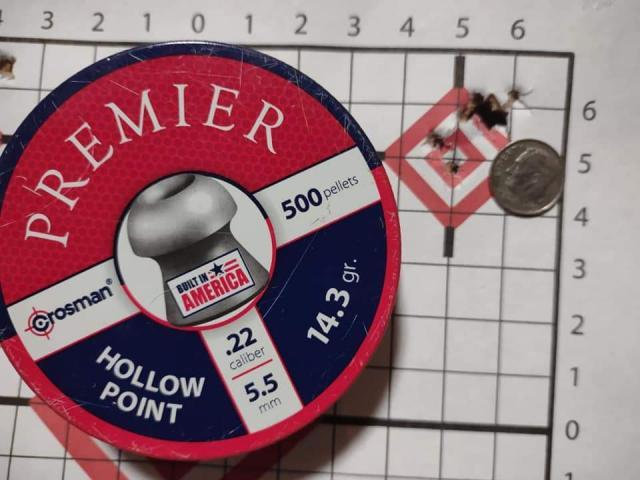 4 3 2 1 0 1 2 3 4 5 6
PREMIER
500 pellets
crosman®
BUILT IN
AMERICA
14.3 gr.
.22
caliber
5.5
mm
HOLLOW
POINT
6
5
4
3
2
1
0